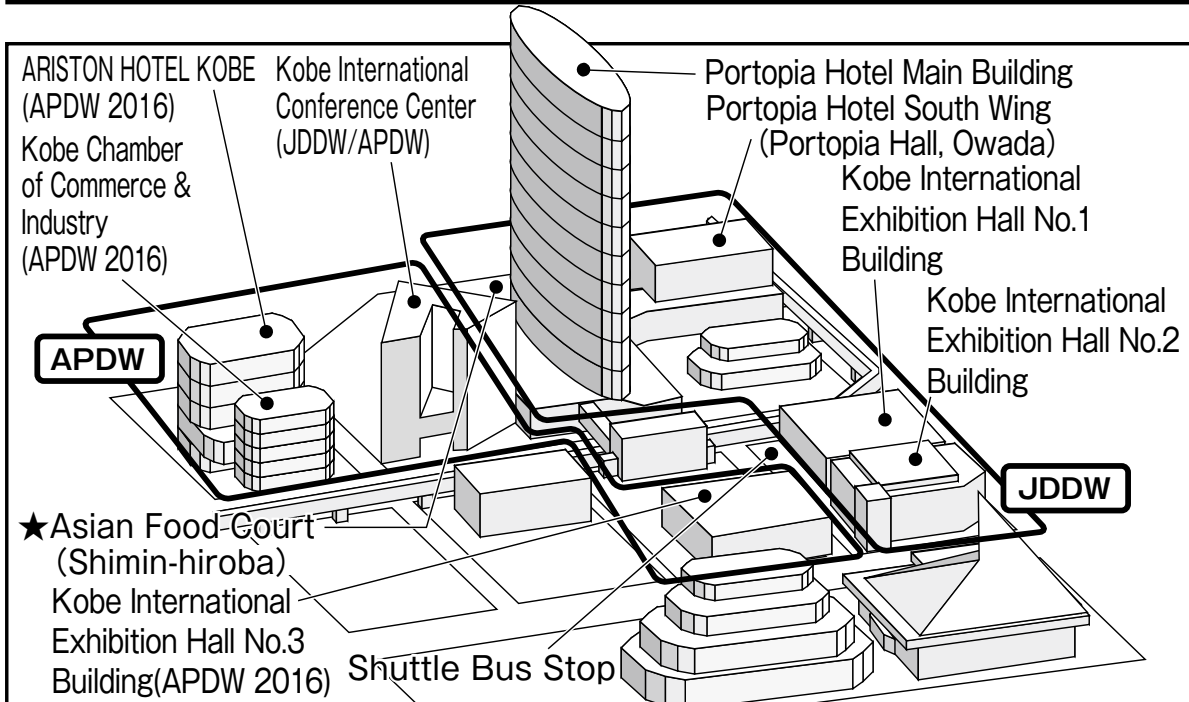 ARISTON HOTEL KOBE
(APDW 2016)
Kobe Chamber
of Commerce &
Industry
(APDW 2016)
Kobe International
Conference Center
(JDDW/APDW)
Portopia Hotel Main Building
Portopia Hotel South Wing
(Portopia Hall, Owada)
Kobe International
Exhibition Hall No.1
Building
Kobe International
Exhibition Hall No.2
Building
APDW
JDDW
★Asian Food Court
(Shimin-hiroba)
Kobe International
Exhibition Hall No.3
Building(APDW 2016)
Shuttle Bus Stop